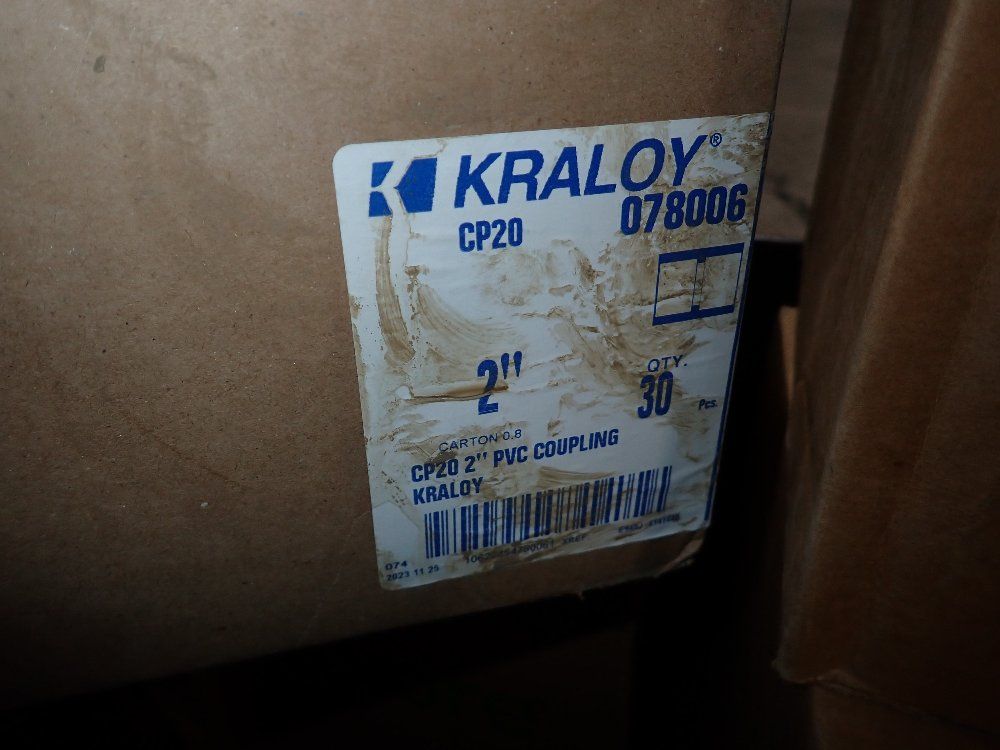 KRALOY®
CP20
078006
2"
QTY.
30 Pcs.
CARTON 0.8
CP20 2" PVC COUPLING
KRALOY
XREF
074
2023 11 25